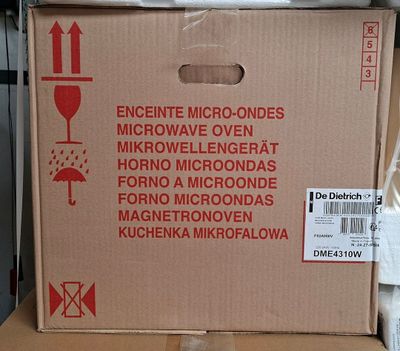 6
5
4
3
ENCEINTE MICRO-ONDES
MICROWAVE OVEN
MIKROWELLENGERÄT
HORNO MICROONDAS
FORNO A MICROONDE
FORNO MICROONDAS
MAGNETRONOVEN
KUCHENKA MIKROFALOWA
De Dietrich
DME4310W